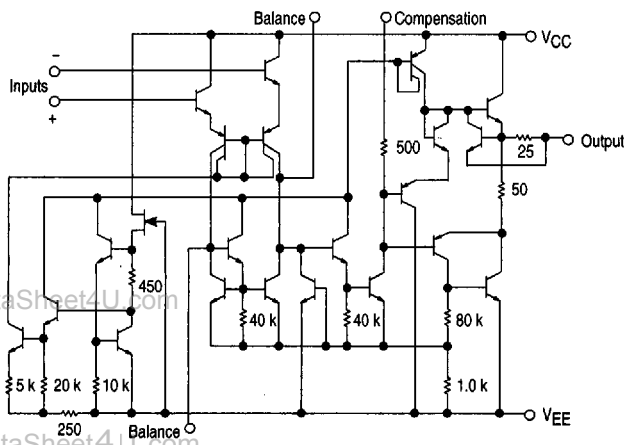 Balance
Compensation
VCC
−
Inputs
+
Output
500
25
50
450
40 k
40 k
80 k
5 k
20 k
10 k
1.0 k
250
Balance
VEE
taSheet4U.com
taSheet4U.com